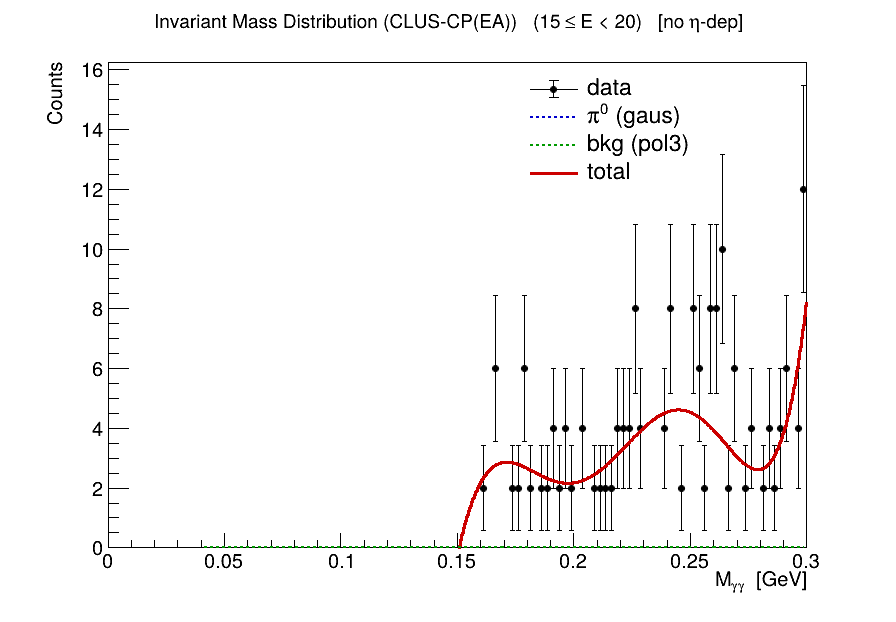 Invariant Mass Distribution (CLUS-CP(EA)) (15 ≤ E < 20) [no η-dep]
Counts
16
14
12
10
8
6
4
2
0
data
π⁰ (gaus)
bkg (pol3)
total
0 0.05 0.1 0.15 0.2 0.25 0.3
Mγγ [GeV]